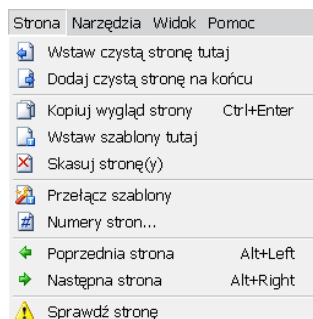 Strona Narzędzia Widok Pomoc
Wstaw czystą stronę tutaj
Dodaj czystą stronę na końcu
Kopiuj wygląd strony Ctrl+Enter
Wstaw szablony tutaj
Skasuj stronę(y)
Przełącz szablony
Numery stron...
Poprzednia strona Alt+Left
Następna strona Alt+Right
Sprawdź stronę